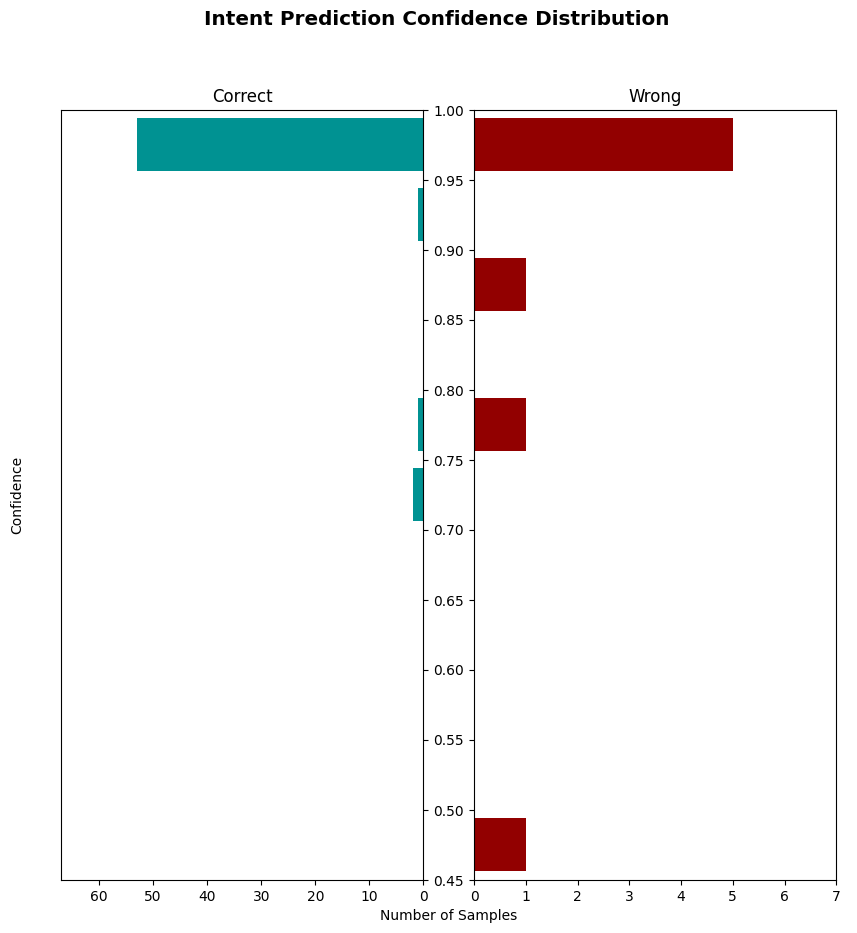 Intent Prediction Confidence Distribution
Correct
Wrong
1.00
0.95
0.90
0.85
0.80
0.75
0.70
0.65
0.60
0.55
0.50
0.45
Confidence
60 50 40 30 20 10 0
0 1 2 3 4 5 6 7
Number of Samples